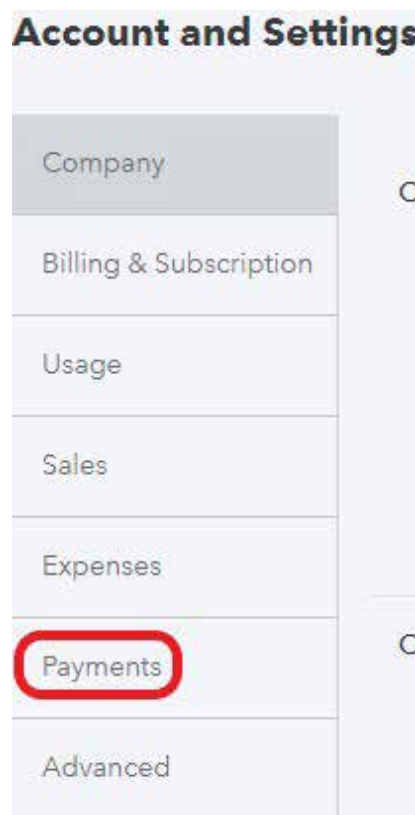 Account and Settings
Company
C
Billing & Subscription
Usage
Sales
Expenses
C
Payments
Advanced